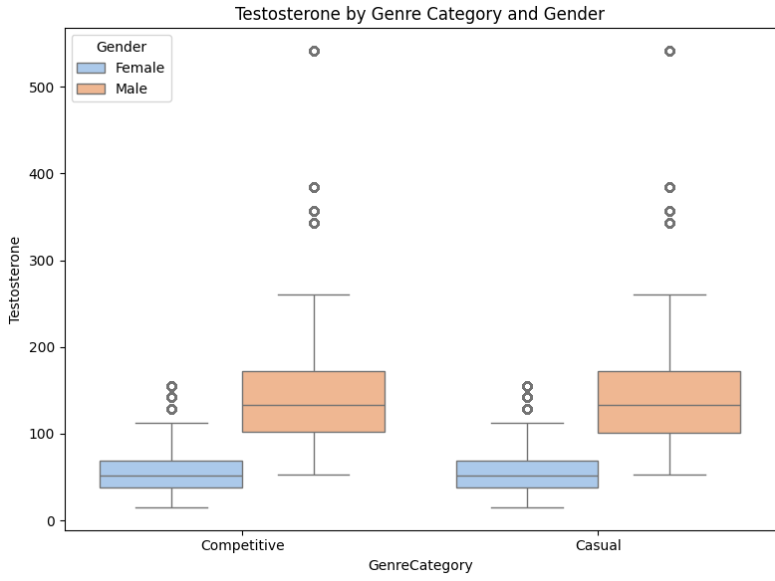 Testosterone by Genre Category and Gender
Gender
Female
Male
500
400
300
200
100
0
Testosterone
Competitive
Casual
GenreCategory